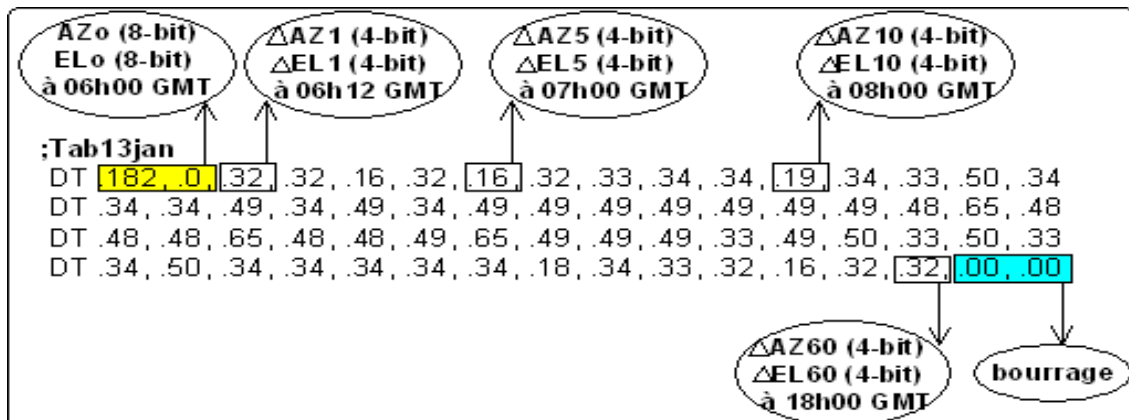 AZo (8-bit)
ELo (8-bit)
à 06h00 GMT
△AZ1 (4-bit)
△EL1 (4-bit)
à 06h12 GMT
△AZ5 (4-bit)
△EL5 (4-bit)
à 07h00 GMT
△AZ10 (4-bit)
△EL10 (4-bit)
à 08h00 GMT
;Tab13jan
DT .182, .0, .32, .32, .16, .32, .16, .32, .33, .34, .34, .19, .34, .33, .50, .34
DT .34, .34, .49, .34, .49, .34, .49, .49, .49, .49, .49, .49, .49, .48, .65, .48
DT .48, .48, .65, .48, .48, .49, .65, .49, .49, .49, .33, .49, .50, .33, .50, .33
DT .34, .50, .34, .34, .34, .34, .34, .18, .34, .33, .32, .16, .32, .32, .00, .00
△AZ60 (4-bit)
△EL60 (4-bit)
à 18h00 GMT
bourrage